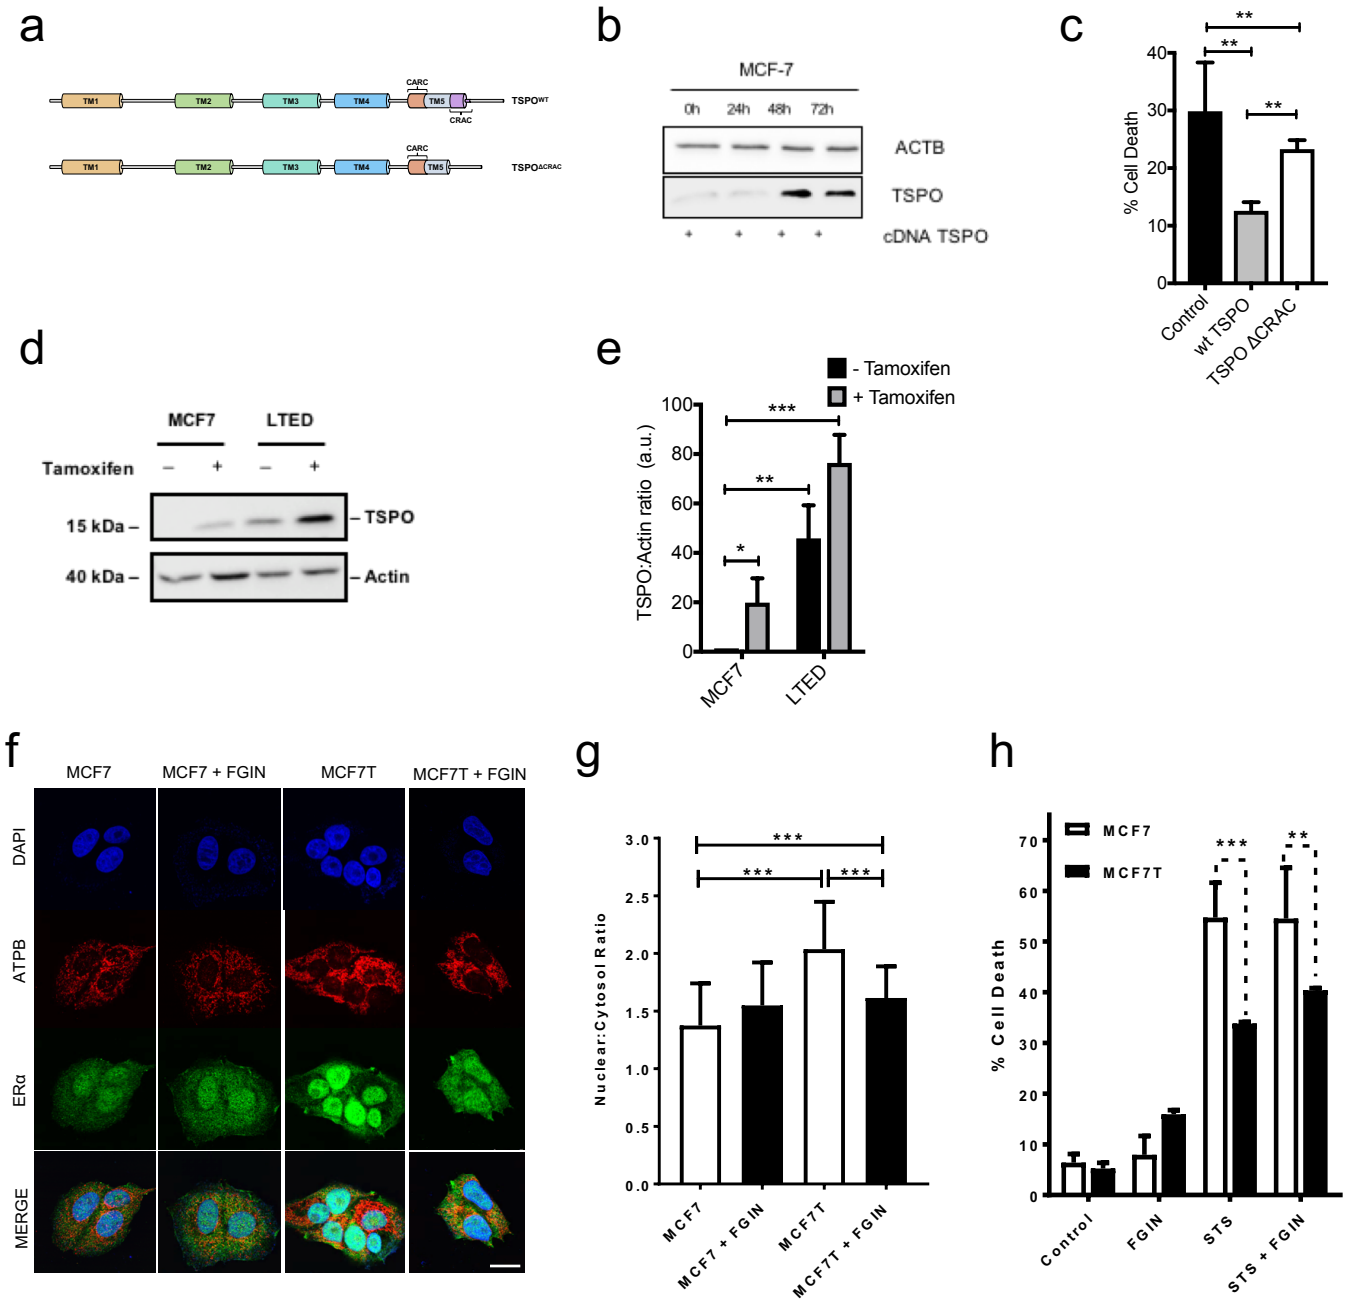 a
CARC
TM1 TM2 TM3 TM4 TM5 TSPOᵂᵀ
CRAC
CARC
TM1 TM2 TM3 TM4 TM5 TSPOᐞCRAC
b
MCF-7
0h 24h 48h 72h
ACTB
TSPO
+ + + + cDNA TSPO
c
**
** 
**
% Cell Death
40
30
20
10
0
Control
wt TSPO
TSPO ΔCRAC
d
MCF7 LTED
Tamoxifen – + – +
15 kDa – – TSPO
40 kDa – – Actin
e
- Tamoxifen
+ Tamoxifen
***
**
*
TSPO:Actin ratio (a.u.)
100
80
60
40
20
0
MCF7
LTED
f
MCF7 MCF7 + FGIN MCF7T MCF7T + FGIN
DAPI
ATPB
ERα
MERGE
g
***
*** ***
Nuclear:Cytosol Ratio
3.0
2.5
2.0
1.5
1.0
0.5
0.0
MCF7
MCF7 + FGIN
MCF7T
MCF7T + FGIN
h
MCF7
MCF7T
*** **
% Cell Death
70
60
50
40
30
20
10
0
Control
FGIN
STS
STS + FGIN